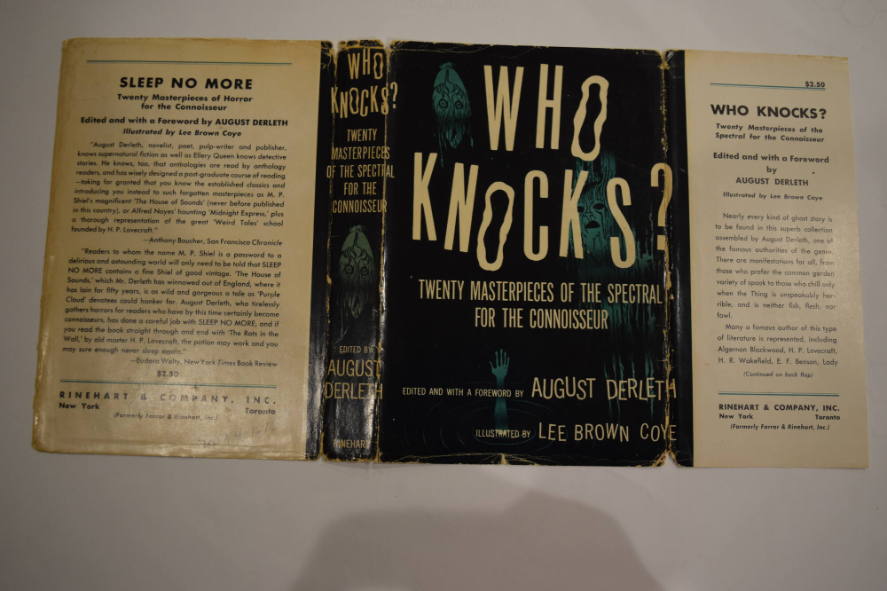 SLEEP NO MORE
Twenty Masterpieces of Horror
for the Connoisseur
Edited and with a Foreword by AUGUST DERLETH
Illustrated by Lee Brown Coye
"August Derleth, novelist, poet, pulp-writer and publisher,
knows supernatural fiction as well as Ellery Queen knows detective
stories. He knows, too, that anthologies are read by anthology
readers, and has wisely designed a post-graduate course of reading
—taking for granted that you know the established classics and
introducing you instead to such forgotten masterpieces as M. P.
Shiel's magnificent 'The House of Sounds' (never before published
in this country), or Alfred Noyes' haunting 'Midnight Express,' plus
a thorough representation of the great 'Weird Tales' school
founded by H. P. Lovecraft."
—Anthony Boucher, San Francisco Chronicle
"Readers to whom the name M. P. Shiel is a password to a
delirious and astounding world will only need to be told that SLEEP
NO MORE contains a fine Shiel of good vintage. 'The House of
Sounds,' which Mr. Derleth has winnowed out of England, where it
has lain for fifty years, is as wild and gorgeous a tale as 'Purple
Cloud' devotees could hanker for. August Derleth, who tirelessly
gathers horrors for readers who have by this time certainly become
connoisseurs, has done a careful job with SLEEP NO MORE, and if
you read the book straight through and end with 'The Rats in the
Wall,' by old master H. P. Lovecraft, the potion may work and you
may sure enough never sleep again."
—Eudora Welty, New York Times Book Review
$2.50
RINEHART & COMPANY, INC.
New York Toronto
(Formerly Farrar & Rinehart, Inc.)
WHO
KNOCKS?
TWENTY
MASTERPIECES
OF THE SPECTRAL
FOR THE
CONNOISSEUR
EDITED BY
AUGUST
DERLETH
RINEHART
WHO
KNOCKS?
TWENTY MASTERPIECES OF THE SPECTRAL
FOR THE CONNOISSEUR
EDITED AND WITH A FOREWORD BY AUGUST DERLETH
ILLUSTRATED BY LEE BROWN COYE
$2.50
WHO KNOCKS?
Twenty Masterpieces of the
Spectral for the Connoisseur
Edited and with a Foreword
by
AUGUST DERLETH
Illustrated by Lee Brown Coye
Nearly every kind of ghost story is
to be found in this superb collection
assembled by August Derleth, one of
the famous authorities of the genre.
There are manifestations for all, from
those who prefer the common garden
variety of spook to those who chill only
when the Thing is unspeakably hor-
rible, and is neither fish, flesh, nor
fowl.
Many a famous author of this type
of literature is represented, including
Algernon Blackwood, H. P. Lovecraft,
H. R. Wakefield, E. F. Benson, Lady
(Continued on back flap)
RINEHART & COMPANY, INC.
New York Toronto
(Formerly Farrar & Rinehart, Inc.)